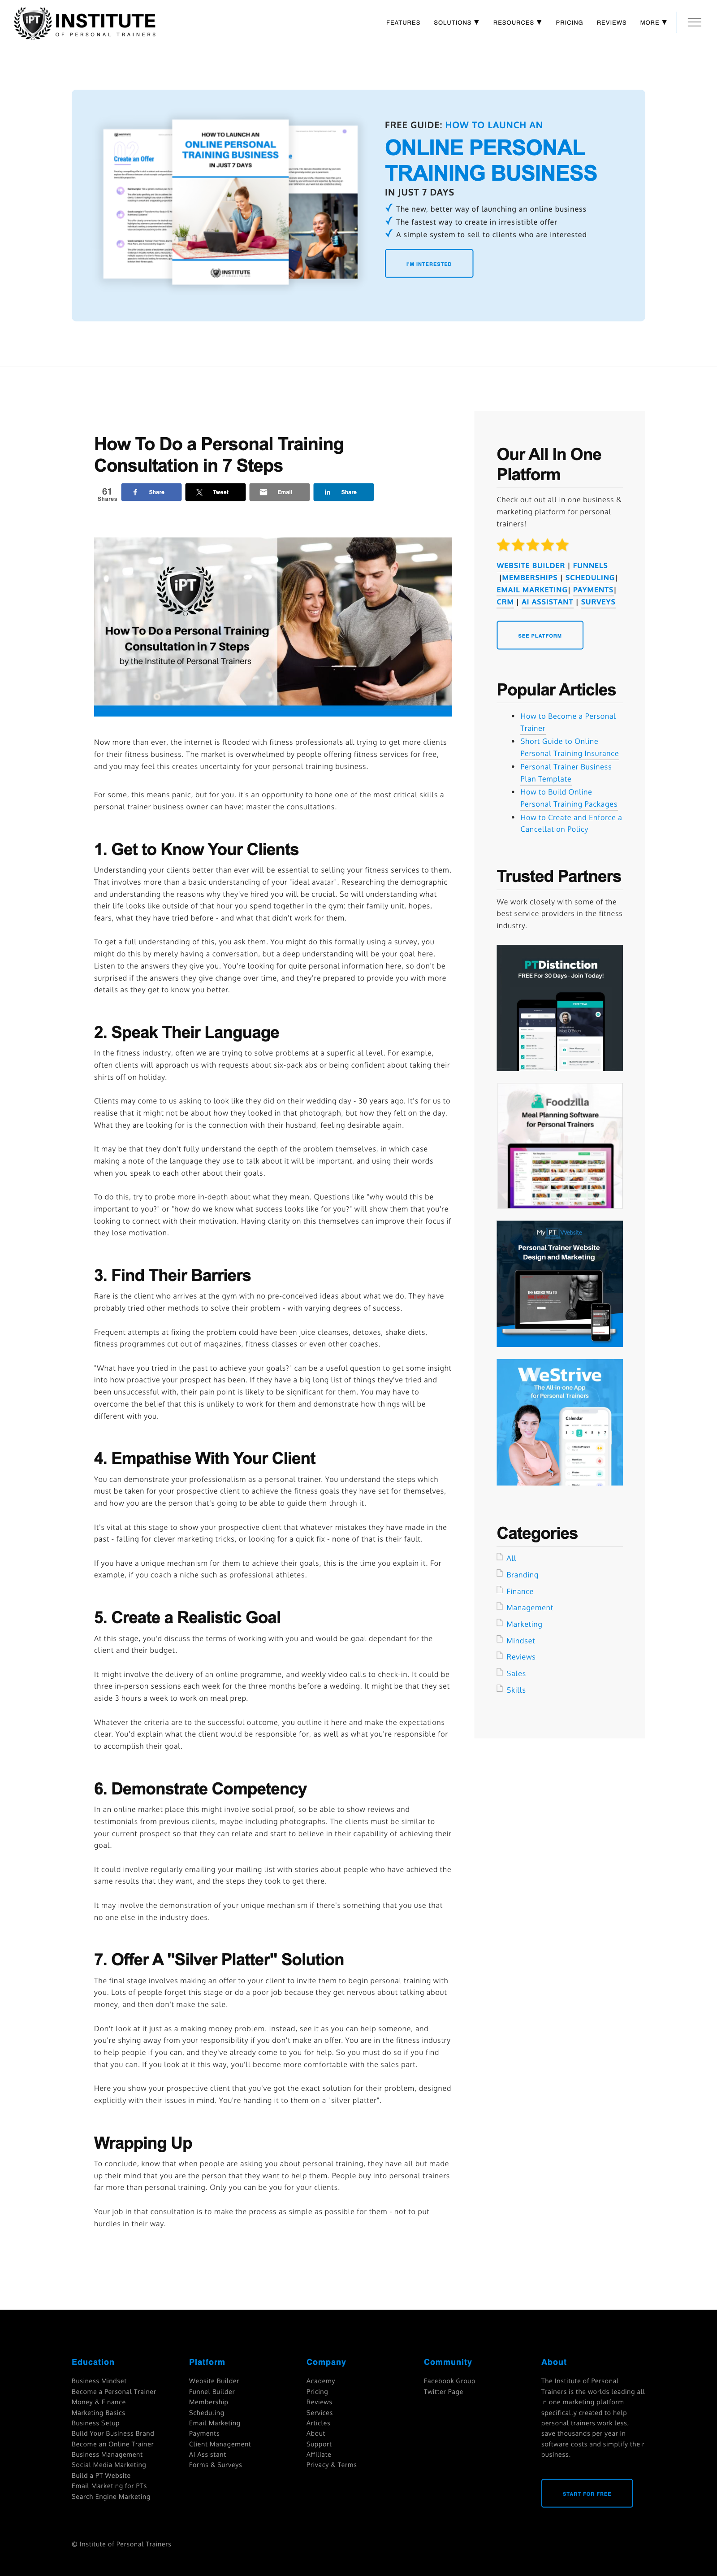 iPT INSTITUTE
OF PERSONAL TRAINERS
FEATURES
SOLUTIONS ▼
RESOURCES ▼
PRICING
REVIEWS
MORE ▼
Create an Offer
HOW TO LAUNCH AN
ONLINE PERSONAL
TRAINING BUSINESS
IN JUST 7 DAYS
INSTITUTE
FREE GUIDE: HOW TO LAUNCH AN
ONLINE PERSONAL
TRAINING BUSINESS
IN JUST 7 DAYS
✓ The new, better way of launching an online business
✓ The fastest way to create in irresistible offer
✓ A simple system to sell to clients who are interested
I'M INTERESTED
How To Do a Personal Training
Consultation in 7 Steps
61
Shares
Share
Tweet
Email
Share
iPT
How To Do a Personal Training
Consultation in 7 Steps
by the Institute of Personal Trainers
Now more than ever, the internet is flooded with fitness professionals all trying to get more clients
for their fitness business. The market is overwhelmed by people offering fitness services for free,
and you may feel this creates uncertainty for your personal training business.
For some, this means panic, but for you, it's an opportunity to hone one of the most critical skills a
personal trainer business owner can have: master the consultations.
1. Get to Know Your Clients
Understanding your clients better than ever will be essential to selling your fitness services to them.
That involves more than a basic understanding of your "ideal avatar". Researching the demographic
and understanding the reasons why they've hired you will be crucial. So will understanding what
their life looks like outside of that hour you spend together in the gym: their family unit, hopes,
fears, what they have tried before - and what that didn't work for them.
To get a full understanding of this, you ask them. You might do this formally using a survey, you
might do this by merely having a conversation, but a deep understanding will be your goal here.
Listen to the answers they give you. You're looking for quite personal information here, so don't be
surprised if the answers they give change over time, and they're prepared to provide you with more
details as they get to know you better.
2. Speak Their Language
In the fitness industry, often we are trying to solve problems at a superficial level. For example,
often clients will approach us with requests about six-pack abs or being confident about taking their
shirts off on holiday.
Clients may come to us asking to look like they did on their wedding day - 30 years ago. It's for us to
realise that it might not be about how they looked in that photograph, but how they felt on the day.
What they are looking for is the connection with their husband, feeling desirable again.
It may be that they don't fully understand the depth of the problem themselves, in which case
making a note of the language they use to talk about it will be important, and using their words
when you speak to each other about their goals.
To do this, try to probe more in-depth about what they mean. Questions like "why would this be
important to you?" or "how do we know what success looks like for you?" will show them that you're
looking to connect with their motivation. Having clarity on this themselves can improve their focus if
they lose motivation.
3. Find Their Barriers
Rare is the client who arrives at the gym with no pre-conceived ideas about what we do. They have
probably tried other methods to solve their problem - with varying degrees of success.
Frequent attempts at fixing the problem could have been juice cleanses, detoxes, shake diets,
fitness programmes cut out of magazines, fitness classes or even other coaches.
"What have you tried in the past to achieve your goals?" can be a useful question to get some insight
into how proactive your prospect has been. If they have a big long list of things they've tried and
been unsuccessful with, their pain point is likely to be significant for them. You may have to
overcome the belief that this is unlikely to work for them and demonstrate how things will be
different with you.
4. Empathise With Your Client
You can demonstrate your professionalism as a personal trainer. You understand the steps which
must be taken for your prospective client to achieve the fitness goals they have set for themselves,
and how you are the person that's going to be able to guide them through it.
It's vital at this stage to show your prospective client that whatever mistakes they have made in the
past - falling for clever marketing tricks, or looking for a quick fix - none of that is their fault.
If you have a unique mechanism for them to achieve their goals, this is the time you explain it. For
example, if you coach a niche such as professional athletes.
5. Create a Realistic Goal
At this stage, you'd discuss the terms of working with you and would be goal dependant for the
client and their budget.
It might involve the delivery of an online programme, and weekly video calls to check-in. It could be
three in-person sessions each week for the three months before a wedding. It might be that they set
aside 3 hours a week to work on meal prep.
Whatever the criteria are to the successful outcome, you outline it here and make the expectations
clear. You'd explain what the client would be responsible for, as well as what you're responsible for
to accomplish their goal.
6. Demonstrate Competency
In an online market place this might involve social proof, so be able to show reviews and
testimonials from previous clients, maybe including photographs. The clients must be similar to
your current prospect so that they can relate and start to believe in their capability of achieving their
goal.
It could involve regularly emailing your mailing list with stories about people who have achieved the
same results that they want, and the steps they took to get there.
It may involve the demonstration of your unique mechanism if there's something that you use that
no one else in the industry does.
7. Offer A "Silver Platter" Solution
The final stage involves making an offer to your client to invite them to begin personal training with
you. Lots of people forget this stage or do a poor job because they get nervous about talking about
money, and then don't make the sale.
Don't look at it just as a making money problem. Instead, see it as you can help someone, and
you're shying away from your responsibility if you don't make an offer. You are in the fitness industry
to help people if you can, and they've already come to you for help. So you must do so if you find
that you can. If you look at it this way, you'll become more comfortable with the sales part.
Here you show your prospective client that you've got the exact solution for their problem, designed
explicitly with their issues in mind. You're handing it to them on a "silver platter".
Wrapping Up
To conclude, know that when people are asking you about personal training, they have all but made
up their mind that you are the person that they want to help them. People buy into personal trainers
far more than personal training. Only you can be you for your clients.
Your job in that consultation is to make the process as simple as possible for them - not to put
hurdles in their way.
Our All In One
Platform
Check out out all in one business &
marketing platform for personal
trainers!
WEBSITE BUILDER | FUNNELS
|MEMBERSHIPS | SCHEDULING|
EMAIL MARKETING| PAYMENTS|
CRM | AI ASSISTANT | SURVEYS
SEE PLATFORM
Popular Articles
• How to Become a Personal
Trainer
• Short Guide to Online
Personal Training Insurance
• Personal Trainer Business
Plan Template
• How to Build Online
Personal Training Packages
• How to Create and Enforce a
Cancellation Policy
Trusted Partners
We work closely with some of the
best service providers in the fitness
industry.
PTDistinction
FREE For 30 Days · Join Today!
Foodzilla
Meal Planning Software
for Personal Trainers
My PT Website
Personal Trainer Website
Design and Marketing
WeStrive
The All-in-one App
for Personal Trainers
Calendar
Categories
All
Branding
Finance
Management
Marketing
Mindset
Reviews
Sales
Skills
Education
Business Mindset
Become a Personal Trainer
Money & Finance
Marketing Basics
Business Setup
Build Your Business Brand
Become an Online Trainer
Business Management
Social Media Marketing
Build a PT Website
Email Marketing for PTs
Search Engine Marketing
Platform
Website Builder
Funnel Builder
Membership
Scheduling
Email Marketing
Payments
Client Management
AI Assistant
Forms & Surveys
Company
Academy
Pricing
Reviews
Services
Articles
About
Support
Affiliate
Privacy & Terms
Community
Facebook Group
Twitter Page
About
The Institute of Personal
Trainers is the worlds leading all
in one marketing platform
specifically created to help
personal trainers work less,
save thousands per year in
software costs and simplify their
business.
START FOR FREE
© Institute of Personal Trainers